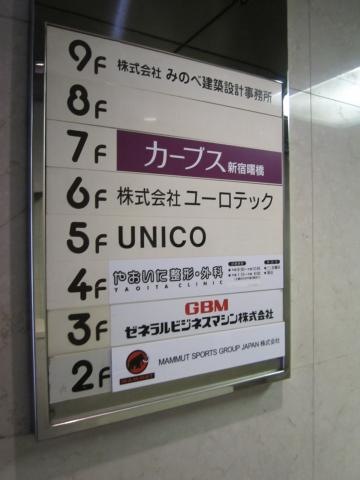 9F 株式会社 みのべ建築設計事務所
8F
7F カーブス 新宿曙橋
6F 株式会社 ユーロテック
5F UNICO
4F やおいた整形・外科
YAOITA CLINIC
3F GBM
ゼネラルビジネスマシン株式会社
2F MAMMUT SPORTS GROUP JAPAN 株式会社
MAMMUT